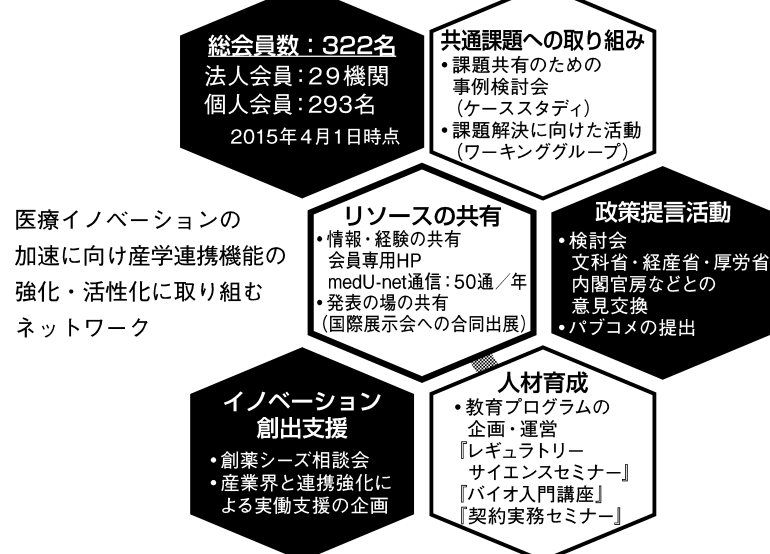 総会員数：322名
法人会員：29機関
個人会員：293名
2015年4月1日時点
共通課題への取り組み
・課題共有のための
事例検討会
（ケーススタディ）
・課題解決に向けた活動
（ワーキンググループ）
医療イノベーションの
加速に向け産学連携機能の
強化・活性化に取り組む
ネットワーク
リソースの共有
・情報・経験の共有
会員専用HP
medU-net通信：50通／年
・発表の場の共有
（国際展示会への合同出展）
政策提言活動
・検討会
文科省・経産省・厚労省
内閣官房などとの
意見交換
・パブコメの提出
イノベーション
創出支援
・創薬シーズ相談会
・産業界と連携強化に
よる実働支援の企画
人材育成
・教育プログラムの
企画・運営
『レギュラトリー
サイエンスセミナー』
『バイオ入門講座』
『契約実務セミナー』